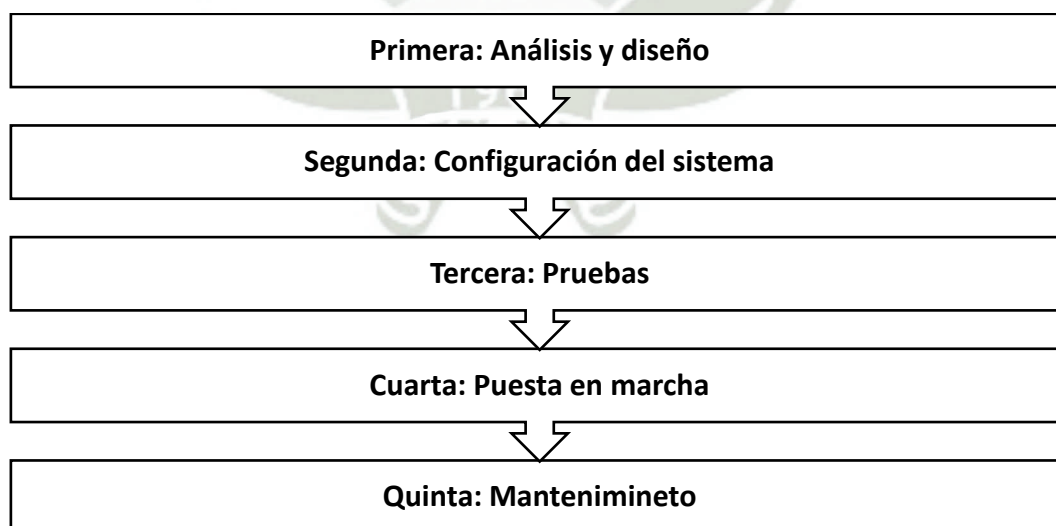 Primera: Análisis y diseño
Segunda: Configuración del sistema
Tercera: Pruebas
Cuarta: Puesta en marcha
Quinta: Mantenimineto